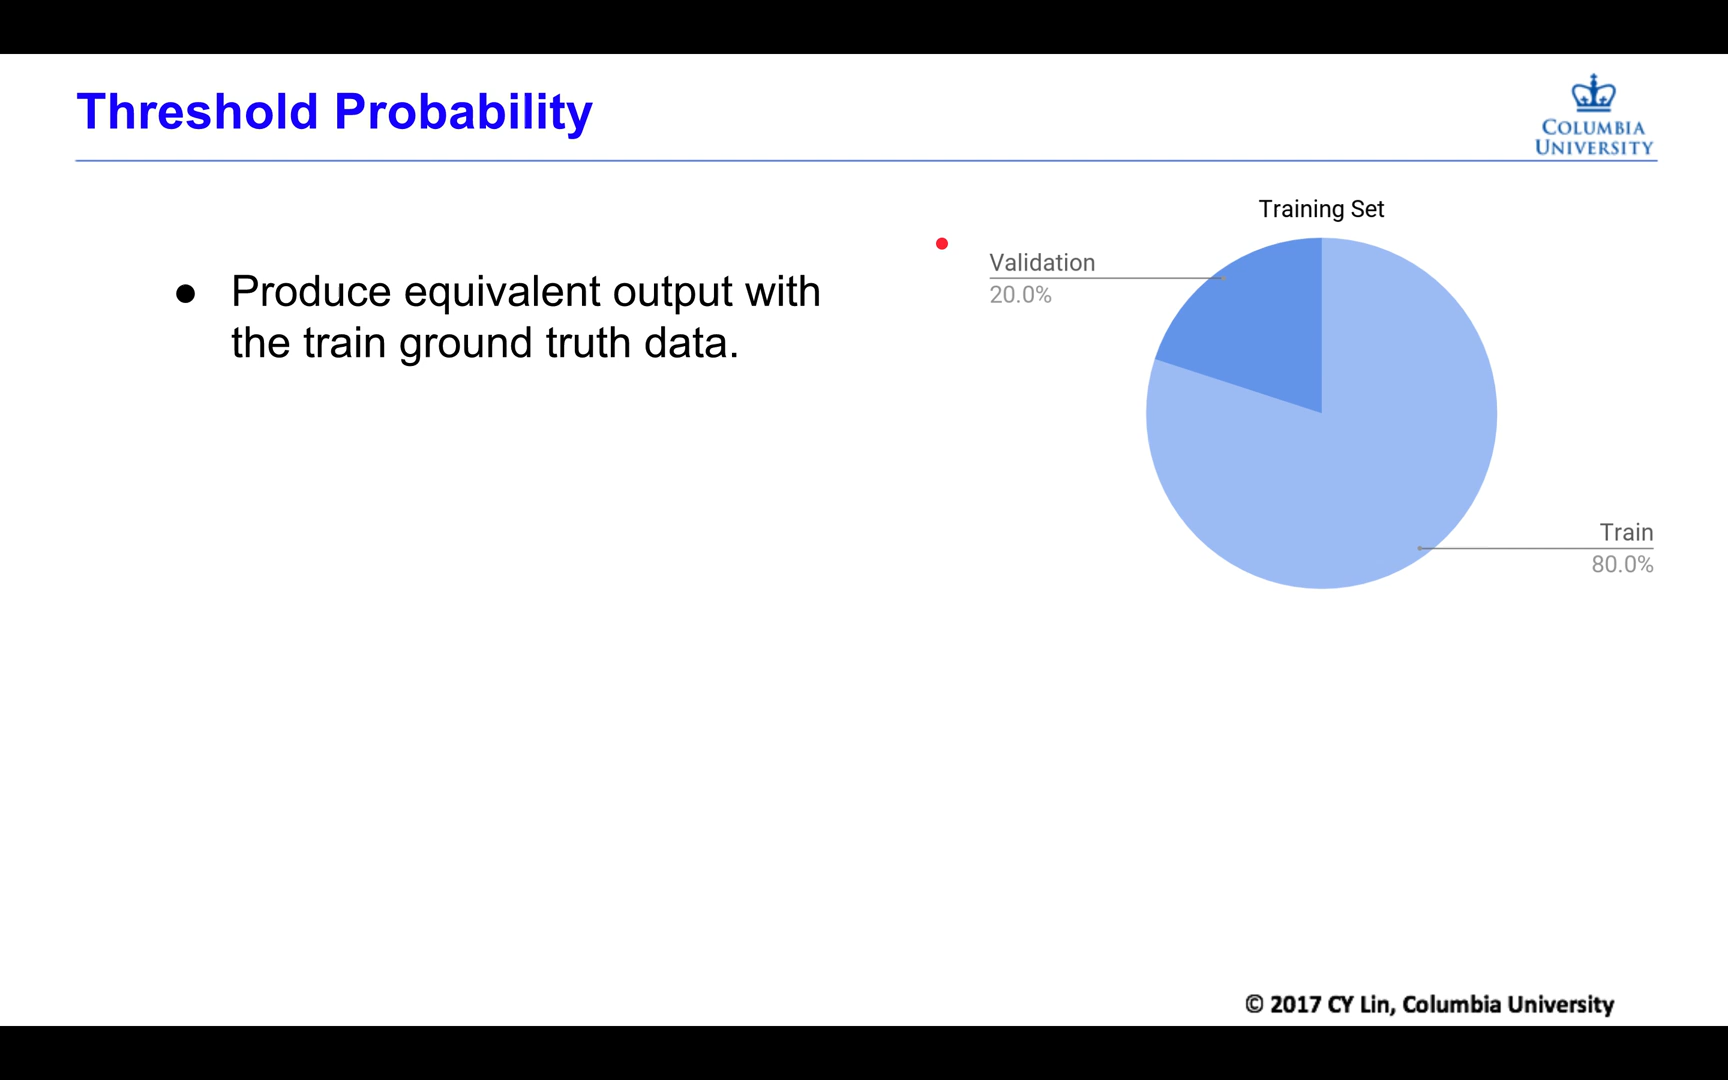 Threshold Probability
COLUMBIA
UNIVERSITY
● Produce equivalent output with
the train ground truth data.
Training Set
Validation
20.0%
Train
80.0%
© 2017 CY Lin, Columbia University